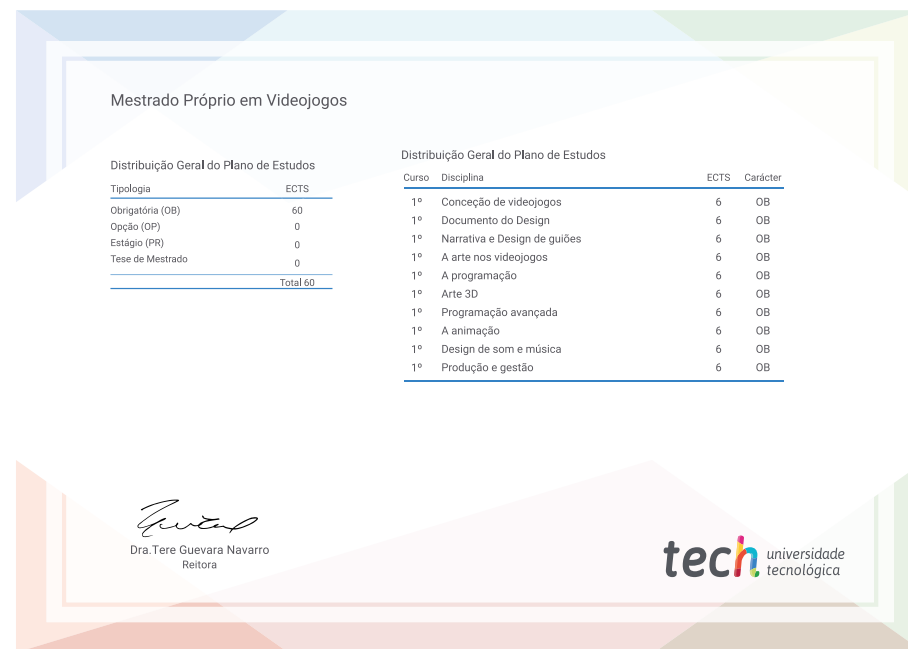 Mestrado Próprio em Videojogos
Distribuição Geral do Plano de Estudos
Tipologia ECTS
Obrigatória (OB) 60
Opção (OP) 0
Estágio (PR) 0
Tese de Mestrado 0
Total 60
Distribuição Geral do Plano de Estudos
Curso Disciplina ECTS Carácter
1º Conceção de videojogos 6 OB
1º Documento do Design 6 OB
1º Narrativa e Design de guiões 6 OB
1º A arte nos videojogos 6 OB
1º A programação 6 OB
1º Arte 3D 6 OB
1º Programação avançada 6 OB
1º A animação 6 OB
1º Design de som e música 6 OB
1º Produção e gestão 6 OB
Dra.Tere Guevara Navarro
Reitora
tech universidade
tecnológica